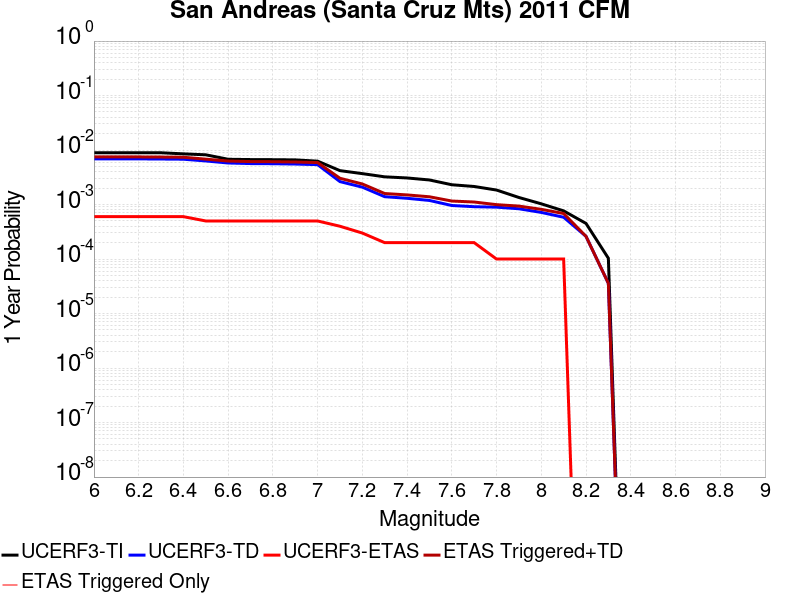 San Andreas (Santa Cruz Mts) 2011 CFM
1 Year Probability
10^0
10^-1
10^-2
10^-3
10^-4
10^-5
10^-6
10^-7
10^-8
6 6.2 6.4 6.6 6.8 7 7.2 7.4 7.6 7.8 8 8.2 8.4 8.6 8.8 9
Magnitude
UCERF3-TI UCERF3-TD UCERF3-ETAS ETAS Triggered+TD
ETAS Triggered Only